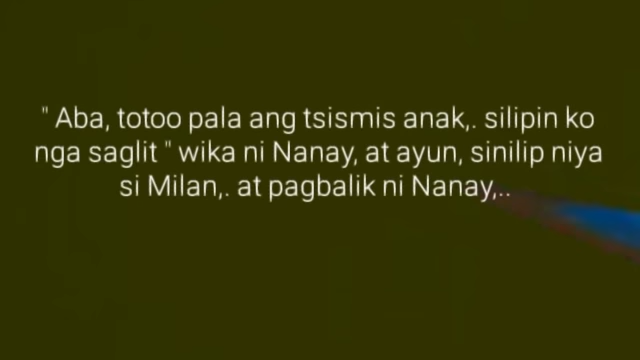 " Aba, totoo pala ang tsismis anak,. silipin ko
nga saglit " wika ni Nanay, at ayun, sinilip niya
si Milan,. at pagbalik ni Nanay,..